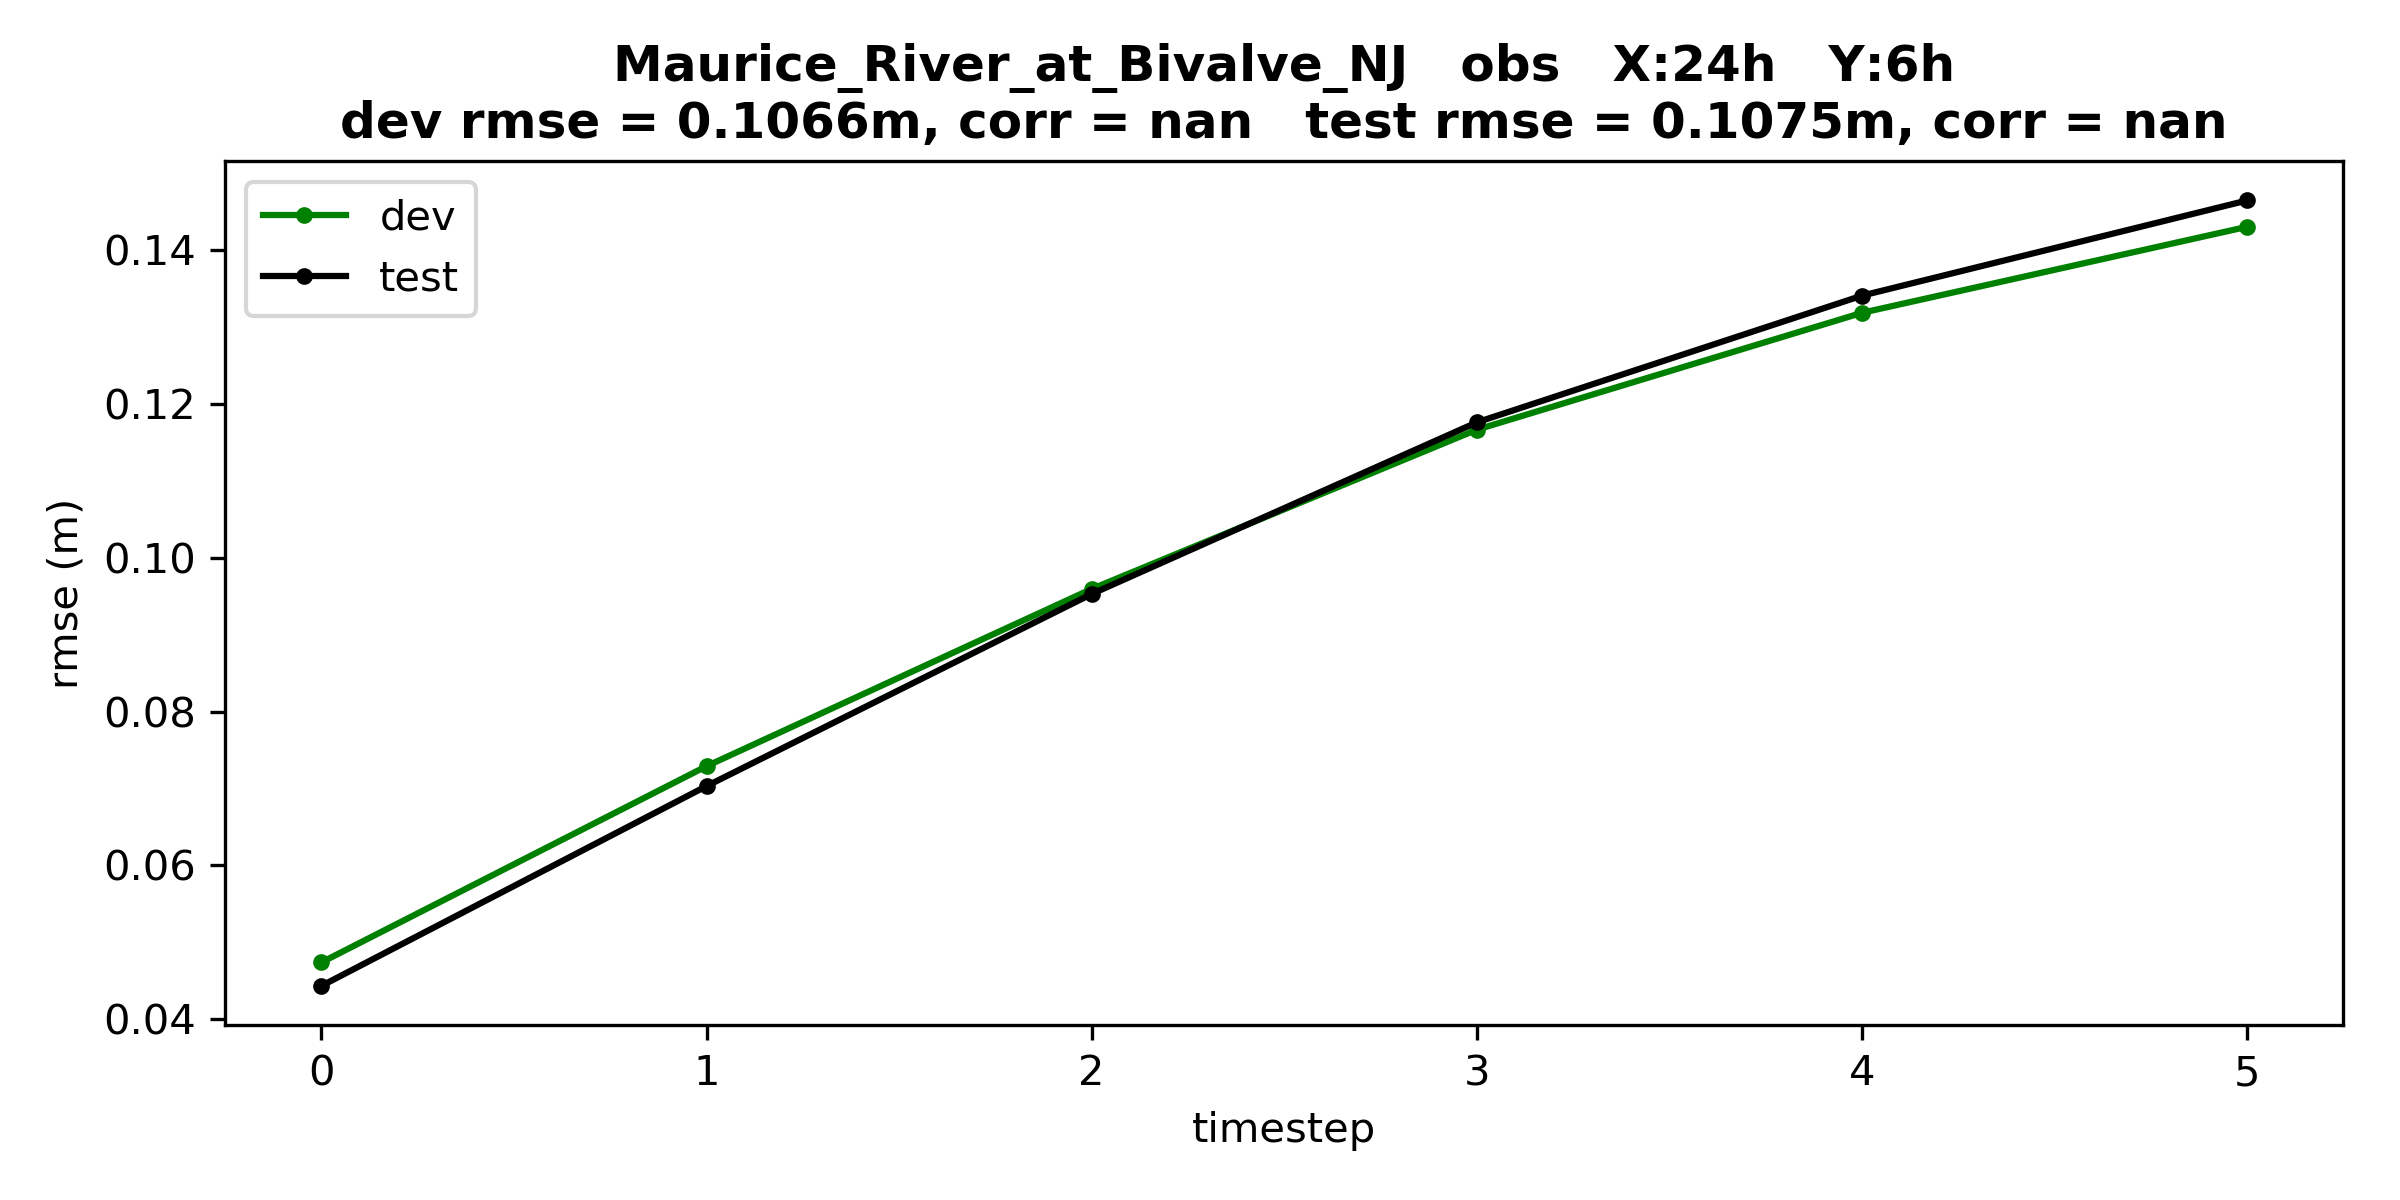 Maurice_River_at_Bivalve_NJ   obs   X:24h   Y:6h
dev rmse = 0.1066m, corr = nan   test rmse = 0.1075m, corr = nan
dev
test
0.14
0.12
0.10
0.08
0.06
0.04
rmse (m)
0 1 2 3 4 5
timestep